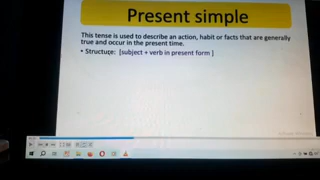 Present simple
This tense is used to describe an action, habit or facts that are generally
true and occur in the present time.
• Structure: [subject + verb in present form ]